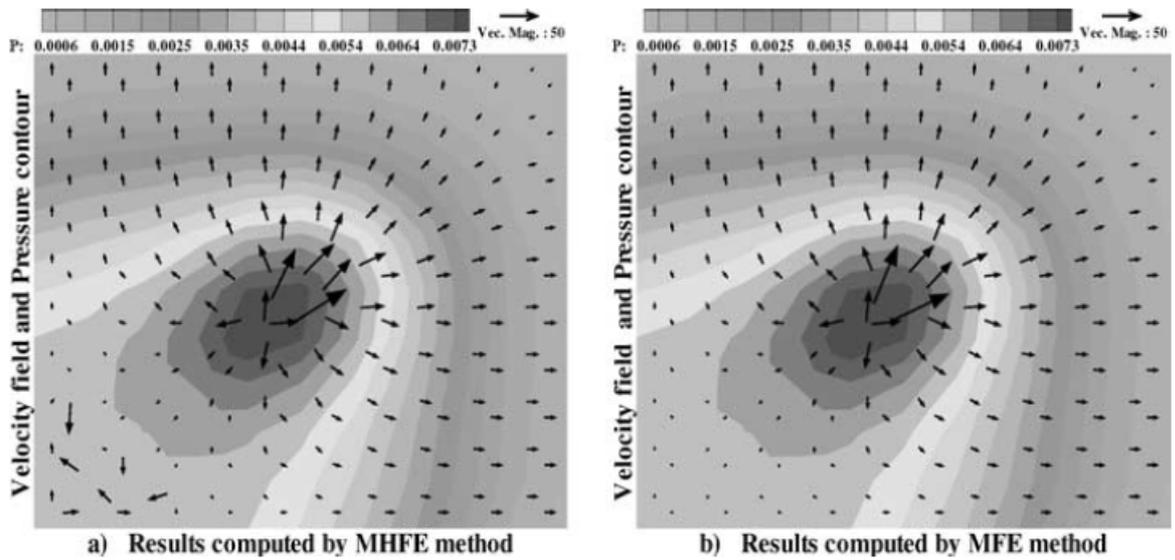 Vec. Mag. : 50
P: 0.0006 0.0015 0.0025 0.0035 0.0044 0.0054 0.0064 0.0073
Velocity field and Pressure contour
a) Results computed by MHFE method
Vec. Mag. : 50
P: 0.0006 0.0015 0.0025 0.0035 0.0044 0.0054 0.0064 0.0073
Velocity field and Pressure contour
b) Results computed by MFE method